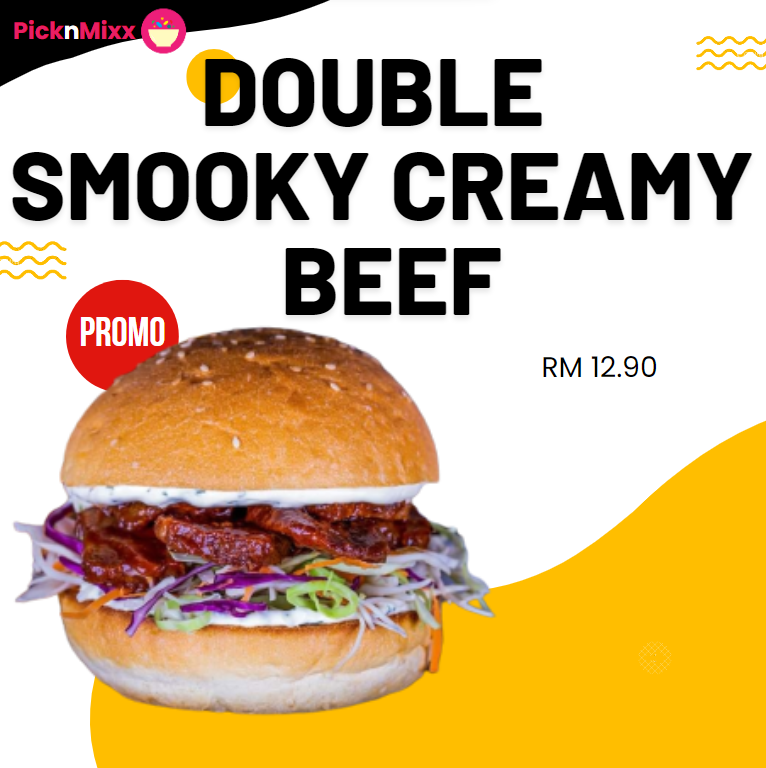 PicknMixx
DOUBLE
SMOOKY CREAMY
BEEF
PROMO
RM 12.90